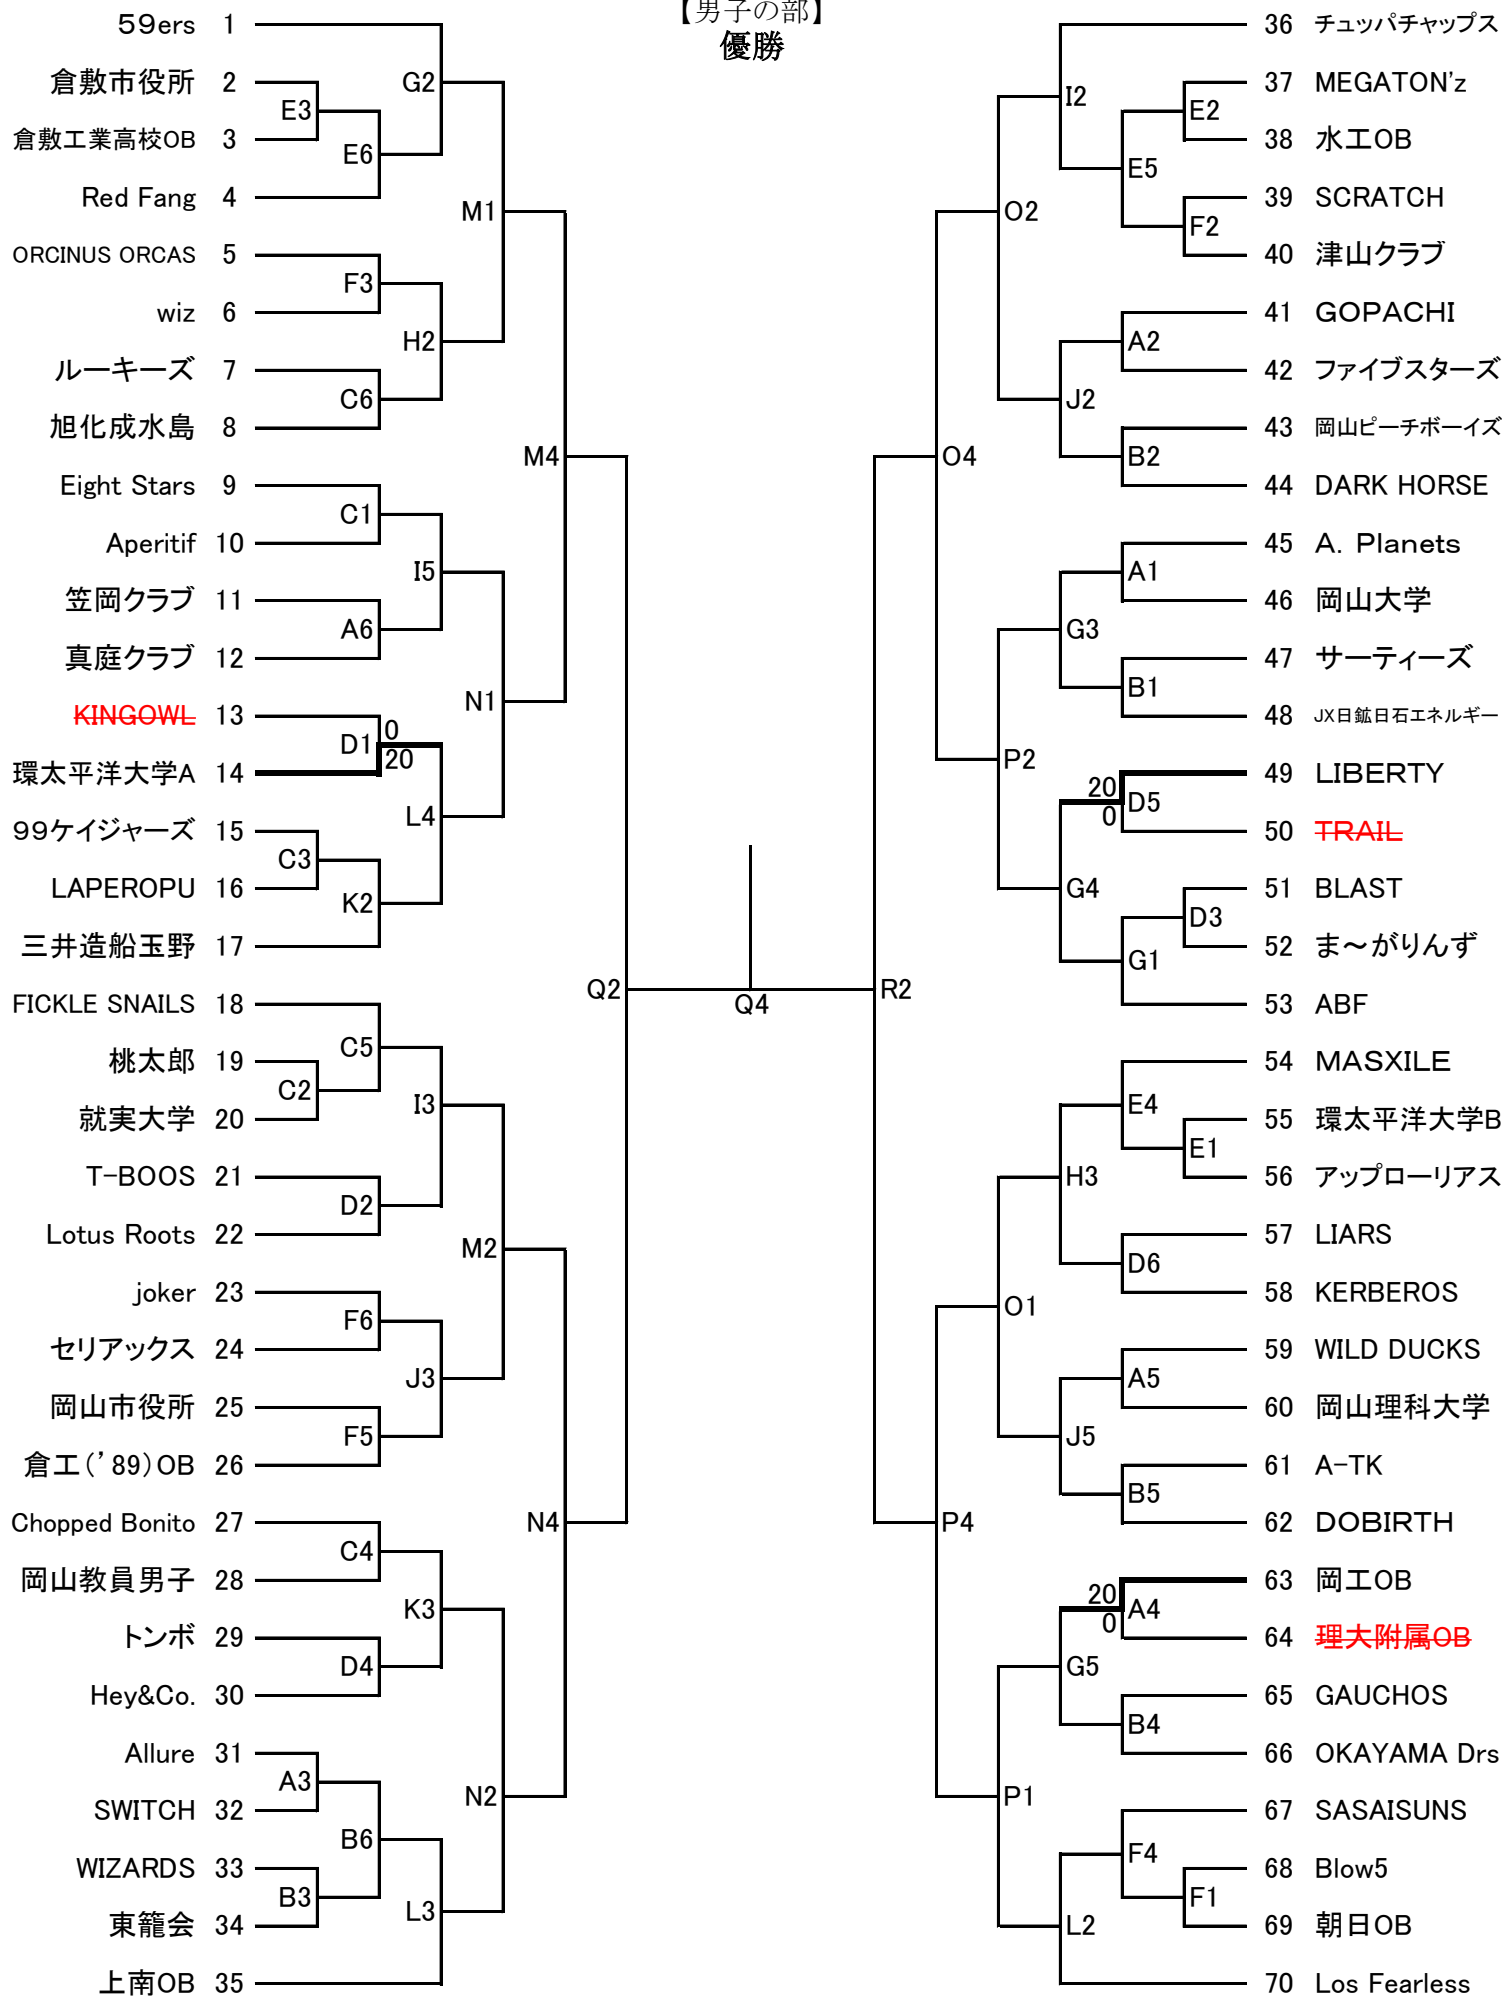 【男子の部】
優勝
59ers 1
倉敷市役所 2
倉敷工業高校OB 3
Red Fang 4
ORCINUS ORCAS 5
wiz 6
ルーキーズ 7
旭化成水島 8
Eight Stars 9
Aperitif 10
笠岡クラブ 11
真庭クラブ 12
KINGOWL 13
環太平洋大学A 14
99ケイジャーズ 15
LAPEROPU 16
三井造船玉野 17
FICKLE SNAILS 18
桃太郎 19
就実大学 20
T-BOOS 21
Lotus Roots 22
joker 23
セリアックス 24
岡山市役所 25
倉工('89)OB 26
Chopped Bonito 27
岡山教員男子 28
トンボ 29
Hey&Co. 30
Allure 31
SWITCH 32
WIZARDS 33
東籠会 34
上南OB 35
E3
C3
C2
A3
B3
E6
F3
C6
C1
A6
D1
K2
C5
D2
F6
F5
C4
D4
B6
0
20
G2
H2
I5
L4
I3
J3
K3
L3
M1
N1
M2
N2
M4
N4
Q2
Q4
R2
O4
P4
O2
P2
O1
P1
I2
J2
G3
G4
H3
J5
G5
L2
20
0
20
0
E5
A2
B2
A1
B1
D5
G1
E4
D6
A5
B5
A4
B4
F4
E2
F2
D3
E1
F1
36 チュッパチャップス
37 MEGATON'z
38 水工OB
39 SCRATCH
40 津山クラブ
41 GOPACHI
42 ファイブスターズ
43 岡山ピーチボーイズ
44 DARK HORSE
45 A. Planets
46 岡山大学
47 サーティーズ
48 JX日鉱日石エネルギー
49 LIBERTY
50 TRAIL
51 BLAST
52 ま～がりんず
53 ABF
54 MASXILE
55 環太平洋大学B
56 アップローリアス
57 LIARS
58 KERBEROS
59 WILD DUCKS
60 岡山理科大学
61 A-TK
62 DOBIRTH
63 岡工OB
64 理大附属OB
65 GAUCHOS
66 OKAYAMA Drs
67 SASAISUNS
68 Blow5
69 朝日OB
70 Los Fearless